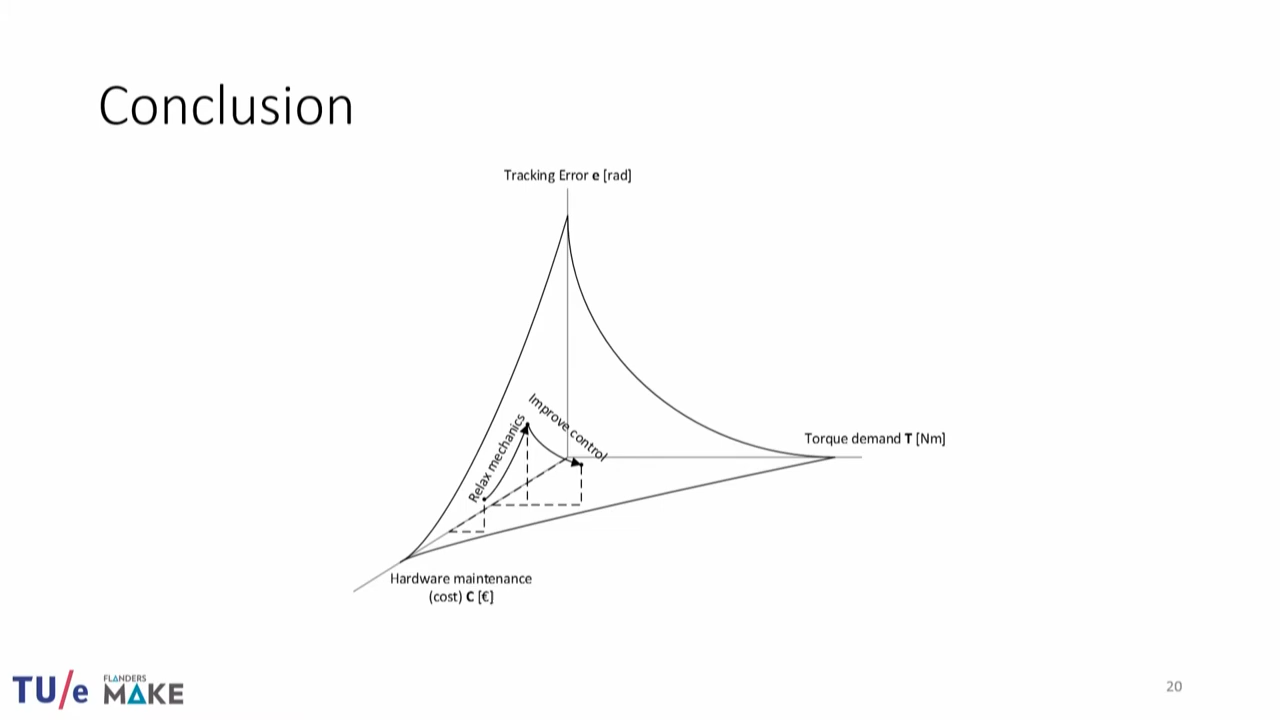 Conclusion
Tracking Error e [rad]
Improve control
Relax mechanics
Torque demand T [Nm]
Hardware maintenance
(cost) C [€]
TU/e
FLANDERS
MAKE
20